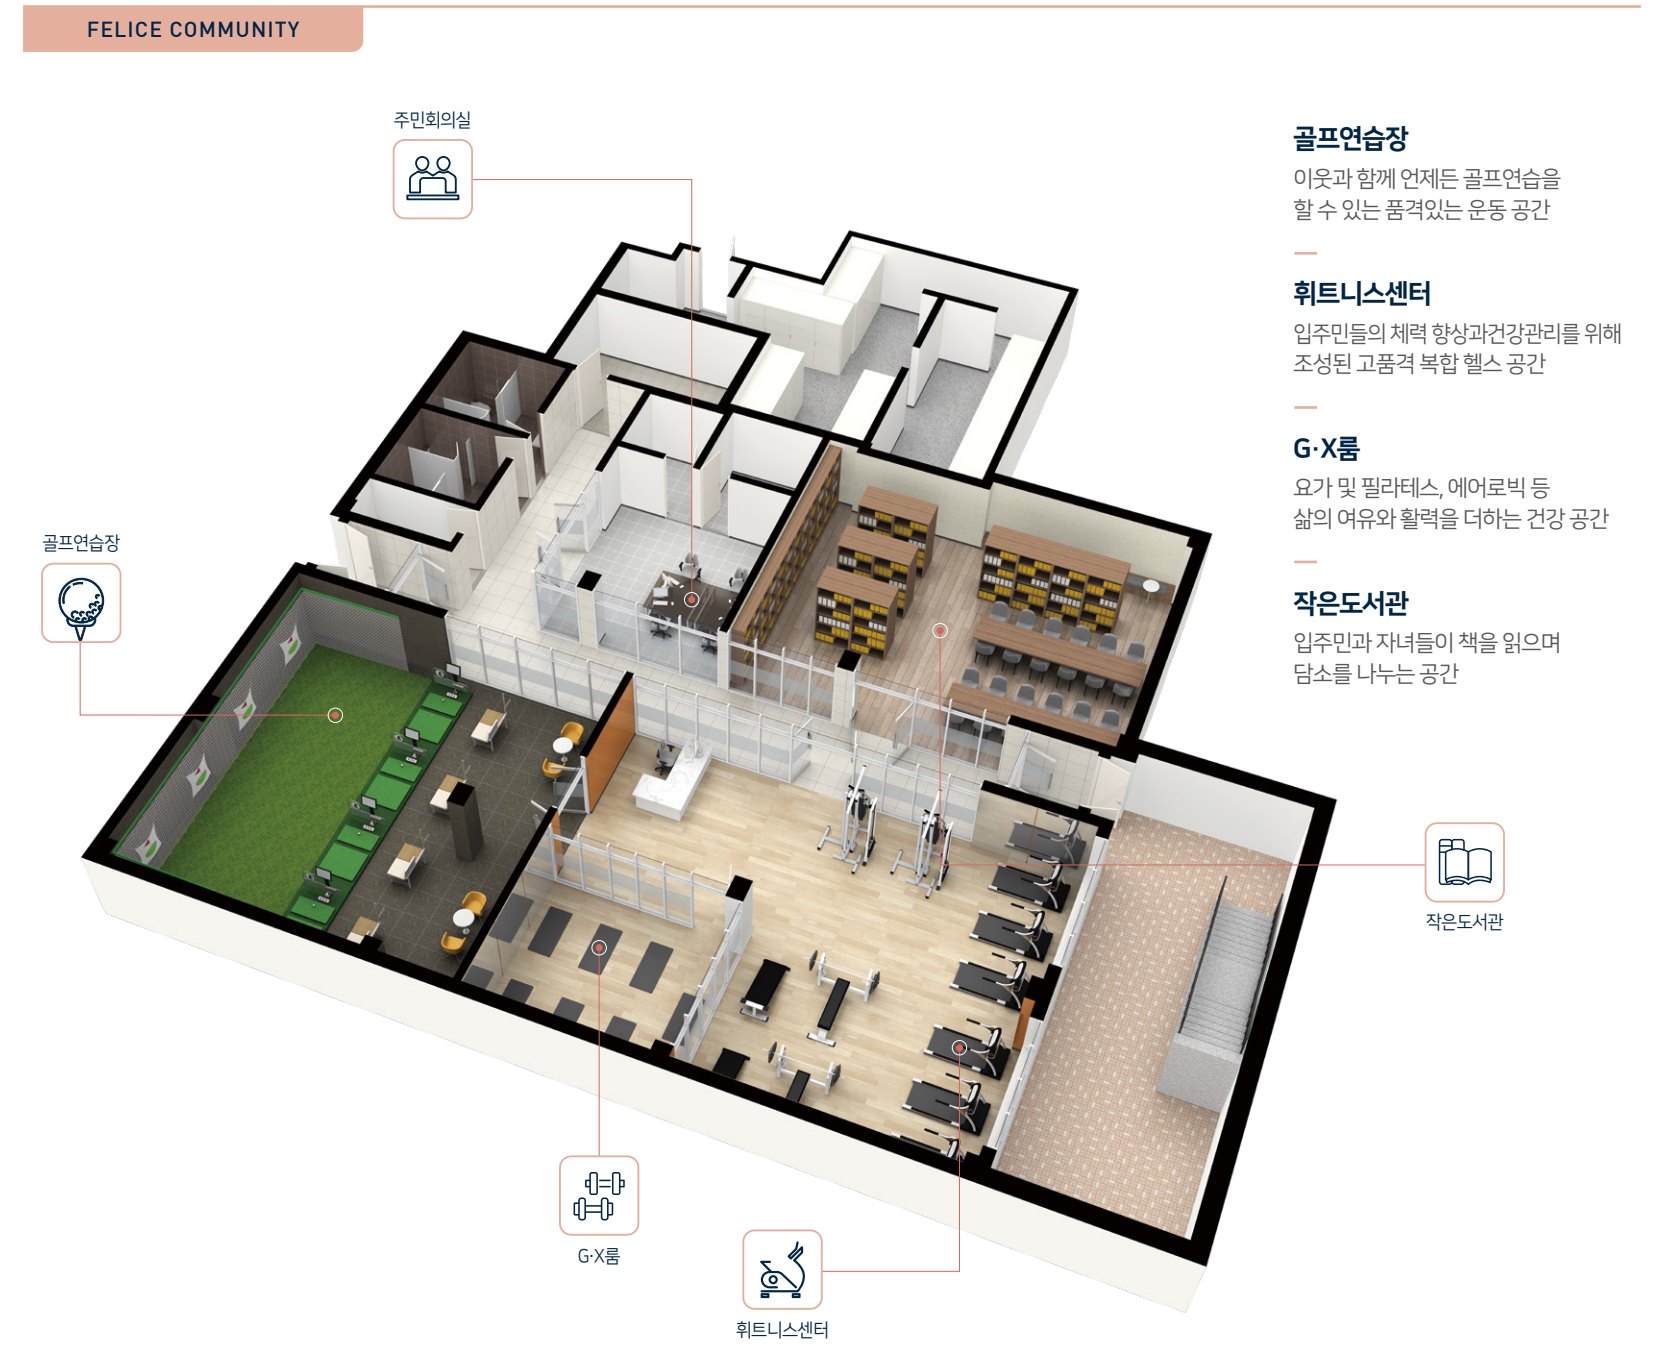 FELICE COMMUNITY
주민회의실
골프연습장
이웃과 함께 언제든 골프연습을
할 수 있는 품격있는 운동 공간
휘트니스센터
입주민들의 체력 향상과건강관리를 위해
조성된 고품격 복합 헬스 공간
G·X룸
요가 및 필라테스, 에어로빅 등
삶의 여유와 활력을 더하는 건강 공간
작은도서관
입주민과 자녀들이 책을 읽으며
담소를 나누는 공간
골프연습장
작은도서관
G·X룸
휘트니스센터